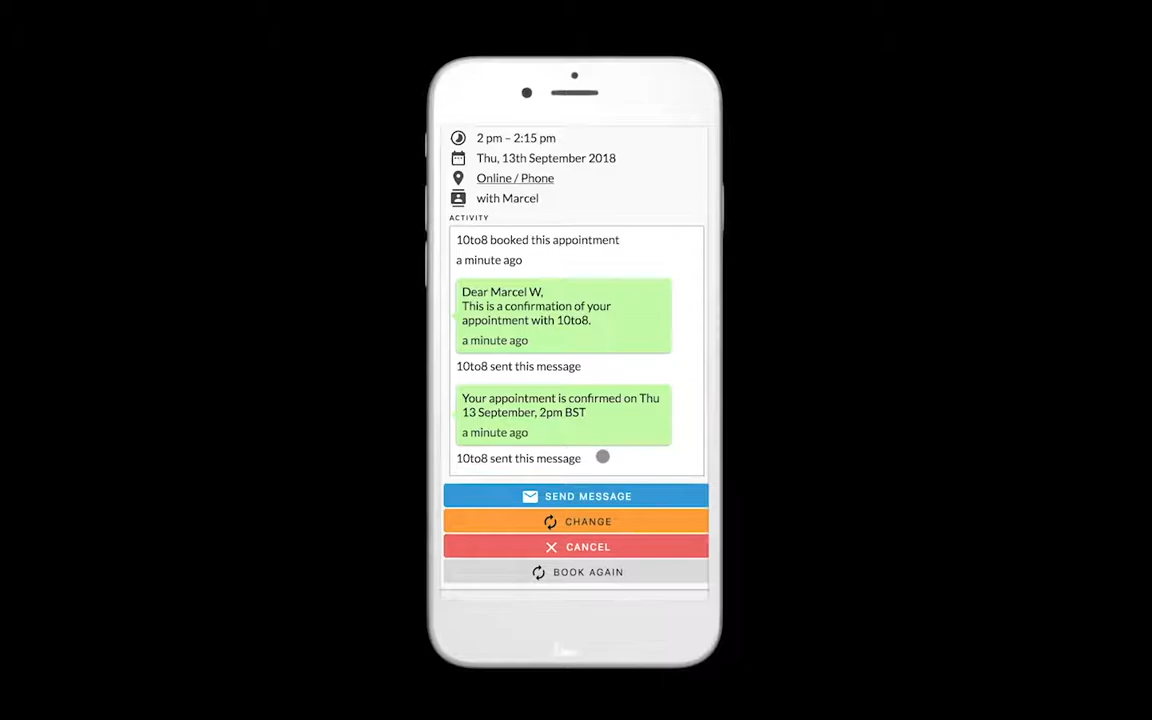 2 pm – 2:15 pm
Thu, 13th September 2018
Online / Phone
with Marcel
ACTIVITY
10to8 booked this appointment
a minute ago
Dear Marcel W,
This is a confirmation of your
appointment with 10to8.
a minute ago
10to8 sent this message
Your appointment is confirmed on Thu
13 September, 2pm BST
a minute ago
10to8 sent this message
SEND MESSAGE
CHANGE
CANCEL
BOOK AGAIN